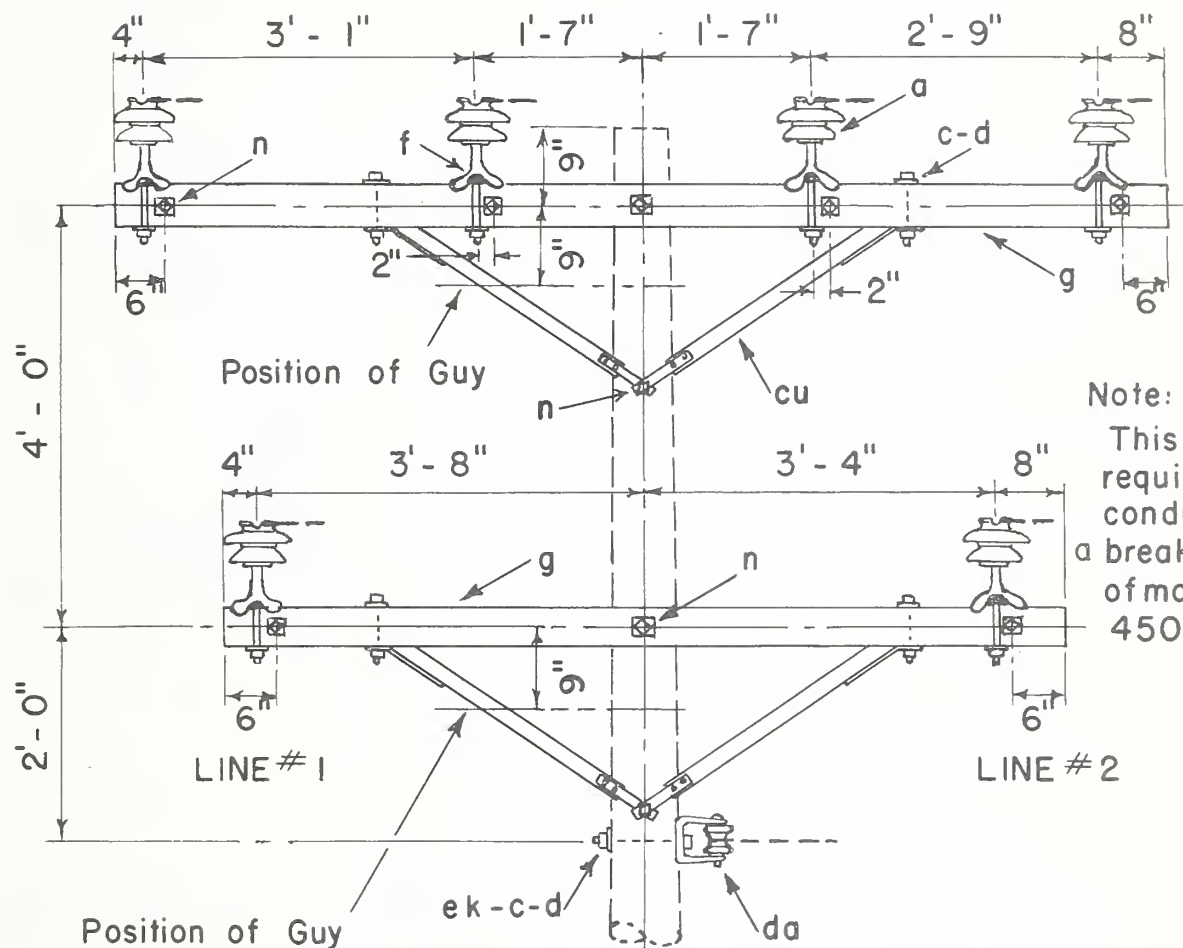 4" 3'-1" 1'-7" 1'-7" 2'-9" 8"
a
n f 9" c-d
2" 9" 2"
6" g 6"
Position of Guy
n cu
4'-0"
Note:
This
requi
condu
a break
of mo
450
4" 3'-8" 3'-4" 8"
g n
9"
6" 6"
2'-0"
LINE #1 LINE #2
ek-c-d da
Position of Guy